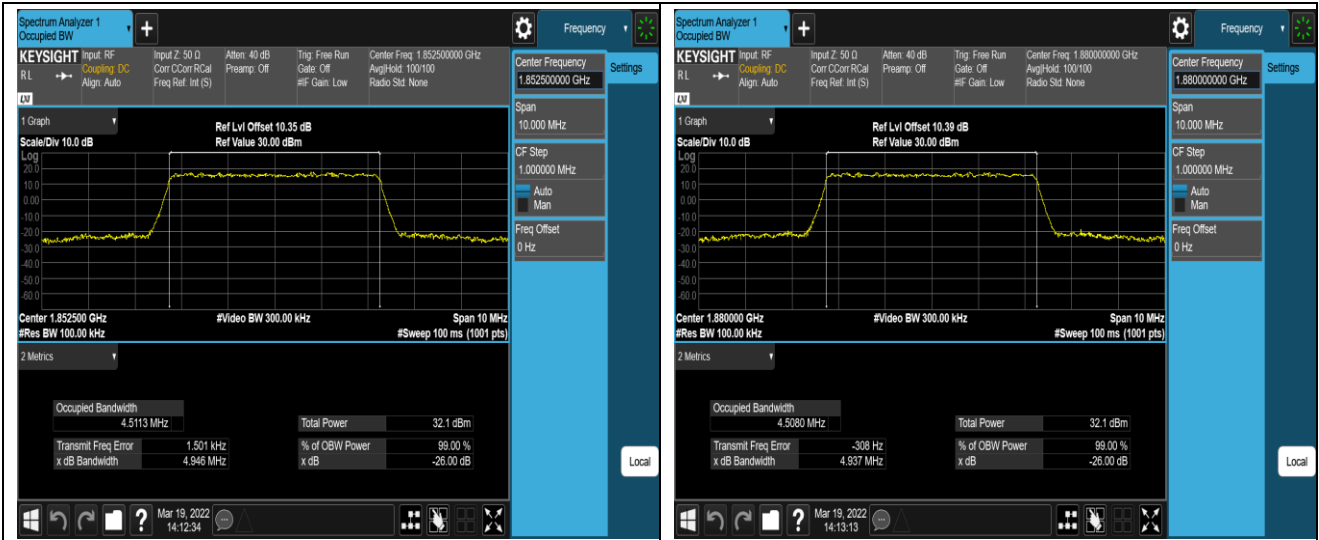 Spectrum Analyzer 1
Occupied BW
Frequency
KEYSIGHT Input: RF Input Z: 50 Ω Atten: 40 dB Trig: Free Run Center Freq: 1.852500000 GHz
RL Coupling: DC Corr CCorr RCal Preamp: Off Gate: Off Avg|Hold: 100/100
Align: Auto Freq Ref: Int (S) #IF Gain: Low Radio Std: None
LXI
Center Frequency
1.852500000 GHz
Settings
Span
10.000 MHz
CF Step
1.000000 MHz
Auto
Man
Freq Offset
0 Hz
Local
1 Graph
Ref Lvl Offset 10.35 dB
Scale/Div 10.0 dB Ref Value 30.00 dBm
Log
20.0
10.0
0.00
-10.0
-20.0
-30.0
-40.0
-50.0
-60.0
Center 1.852500 GHz #Video BW 300.00 kHz Span 10 MHz
#Res BW 100.00 kHz #Sweep 100 ms (1001 pts)
2 Metrics
Occupied Bandwidth
4.5113 MHz Total Power 32.1 dBm
Transmit Freq Error 1.501 kHz % of OBW Power 99.00 %
x dB Bandwidth 4.946 MHz x dB -26.00 dB
Mar 19, 2022
14:12:34
Spectrum Analyzer 1
Occupied BW
Frequency
KEYSIGHT Input: RF Input Z: 50 Ω Atten: 40 dB Trig: Free Run Center Freq: 1.880000000 GHz
RL Coupling: DC Corr CCorr RCal Preamp: Off Gate: Off Avg|Hold: 100/100
Align: Auto Freq Ref: Int (S) #IF Gain: Low Radio Std: None
LXI
Center Frequency
1.880000000 GHz
Settings
Span
10.000 MHz
CF Step
1.000000 MHz
Auto
Man
Freq Offset
0 Hz
Local
1 Graph
Ref Lvl Offset 10.39 dB
Scale/Div 10.0 dB Ref Value 30.00 dBm
Log
20.0
10.0
0.00
-10.0
-20.0
-30.0
-40.0
-50.0
-60.0
Center 1.880000 GHz #Video BW 300.00 kHz Span 10 MHz
#Res BW 100.00 kHz #Sweep 100 ms (1001 pts)
2 Metrics
Occupied Bandwidth
4.5080 MHz Total Power 32.1 dBm
Transmit Freq Error -308 Hz % of OBW Power 99.00 %
x dB Bandwidth 4.937 MHz x dB -26.00 dB
Mar 19, 2022
14:13:13